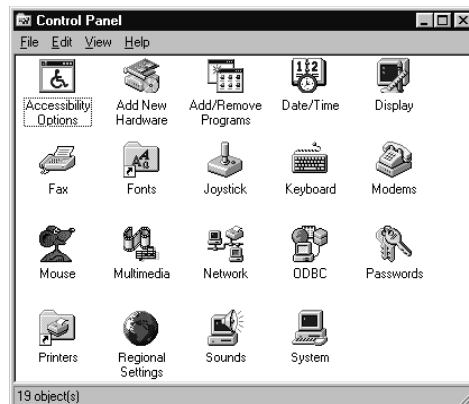 Control Panel
File Edit View Help
Accessibility Options
Add New Hardware
Add/Remove Programs
Date/Time
Display
Fax
Fonts
Joystick
Keyboard
Modems
Mouse
Multimedia
Network
ODBC
Passwords
Printers
Regional Settings
Sounds
System
19 object(s)